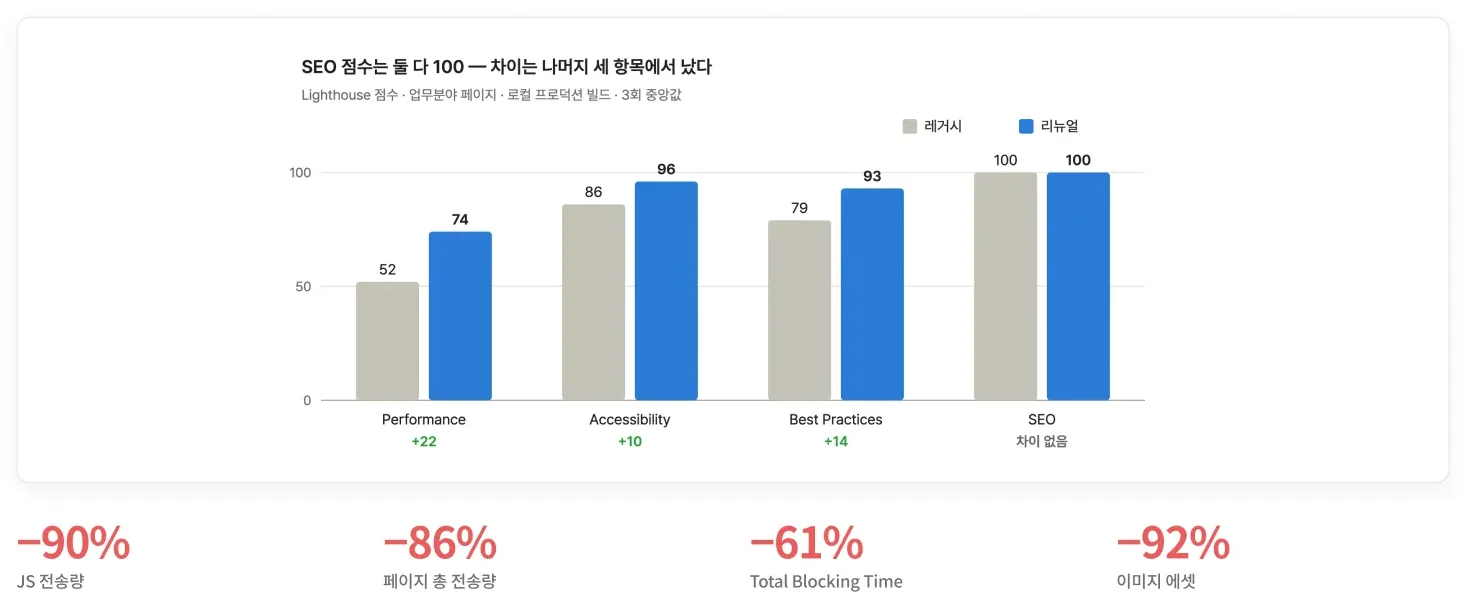 SEO 점수는 둘 다 100 — 차이는 나머지 세 항목에서 났다
Lighthouse 점수 · 업무분야 페이지 · 로컬 프로덕션 빌드 · 3회 중앙값
레거시 리뉴얼
100
50
0
52 74
86 96
79 93
100 100
Performance Accessibility Best Practices SEO
+22 +10 +14 차이 없음
−90% −86% −61% −92%
JS 전송량 페이지 총 전송량 Total Blocking Time 이미지 에셋